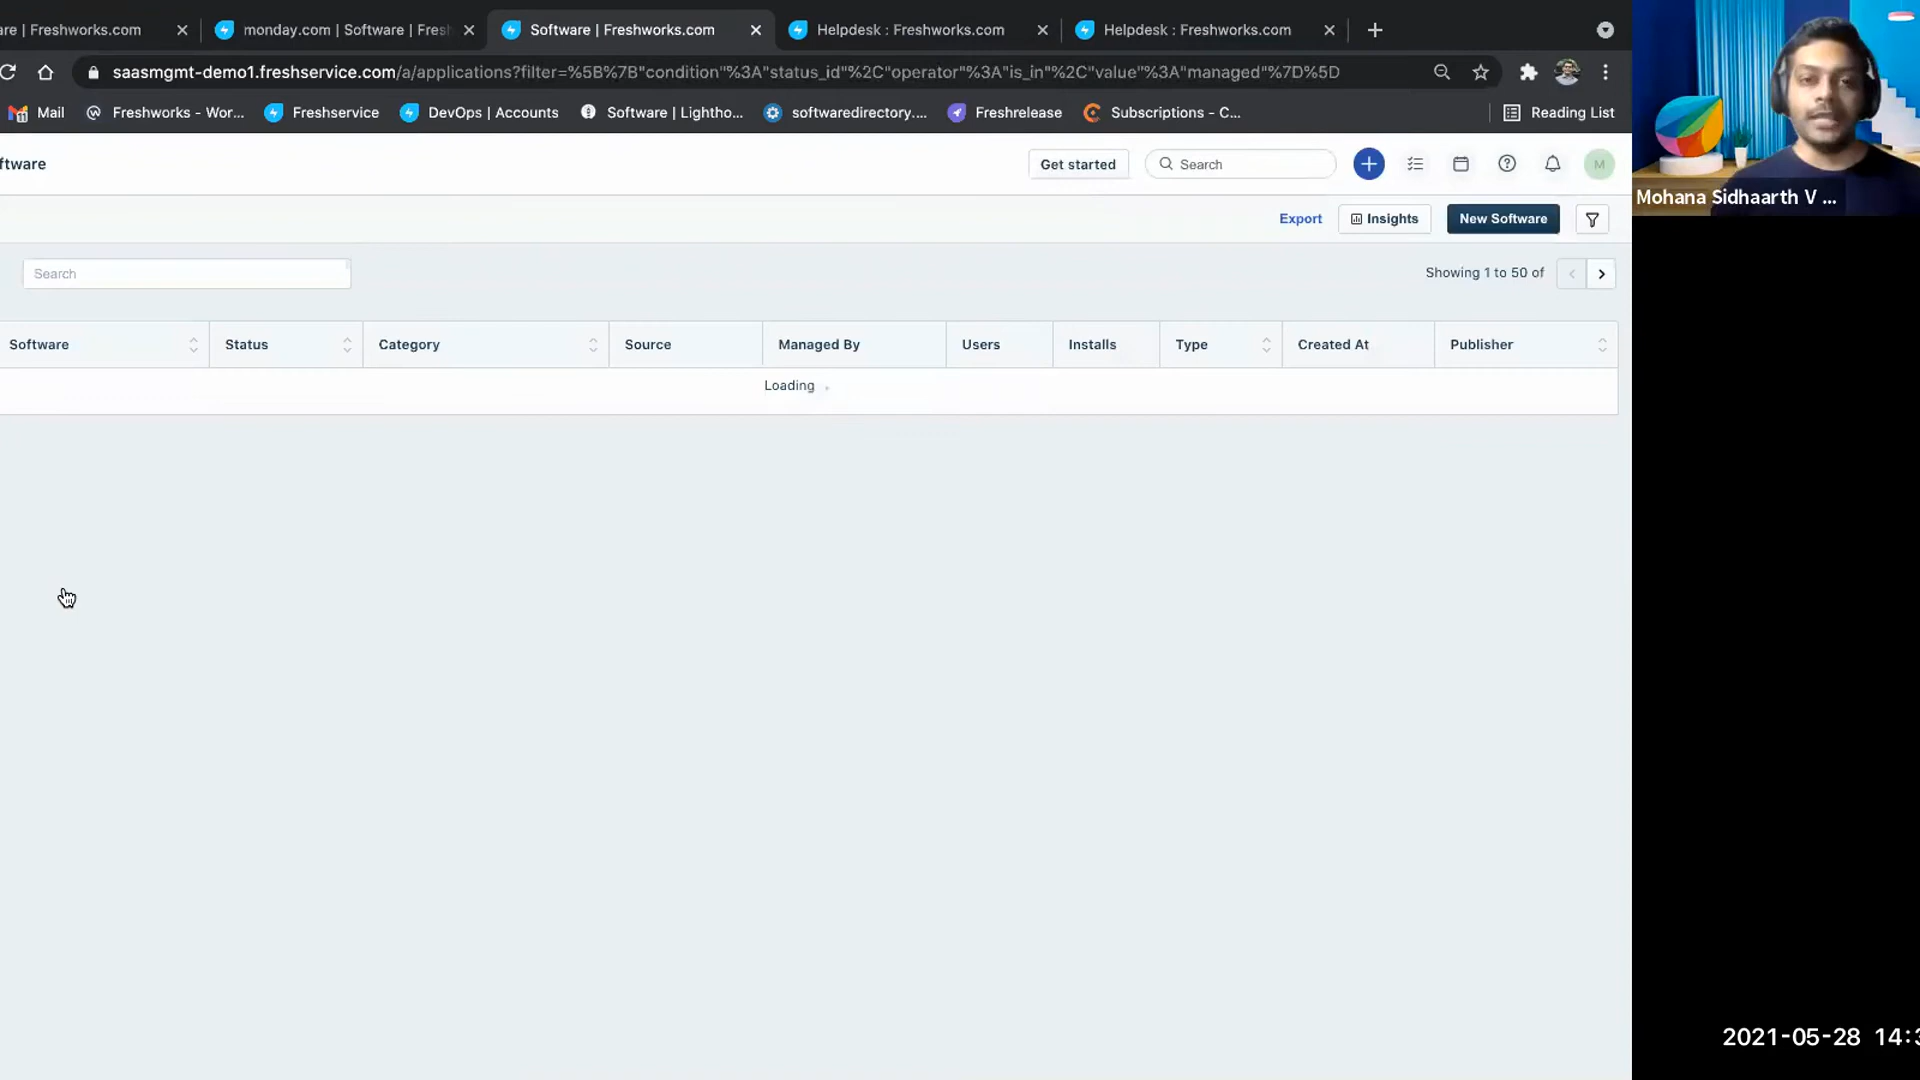 re | Freshworks.com
monday.com | Software | Fresh
Software | Freshworks.com
Helpdesk : Freshworks.com
Helpdesk : Freshworks.com
saasmgmt-demo1.freshservice.com/a/applications?filter=%5B%7B"condition"%3A"status_id"%2C"operator"%3A"is_in"%2C"value"%3A"managed"%7D%5D
Mail
Freshworks - Wor...
Freshservice
DevOps | Accounts
Software | Lightho...
softwaredirectory....
Freshrelease
Subscriptions - C...
Reading List
ftware
Get started
Search
M
Export
Insights
New Software
Search
Showing 1 to 50 of
Software
Status
Category
Source
Managed By
Users
Installs
Type
Created At
Publisher
Loading
Mohana Sidhaarth V ...
2021-05-28 14:3